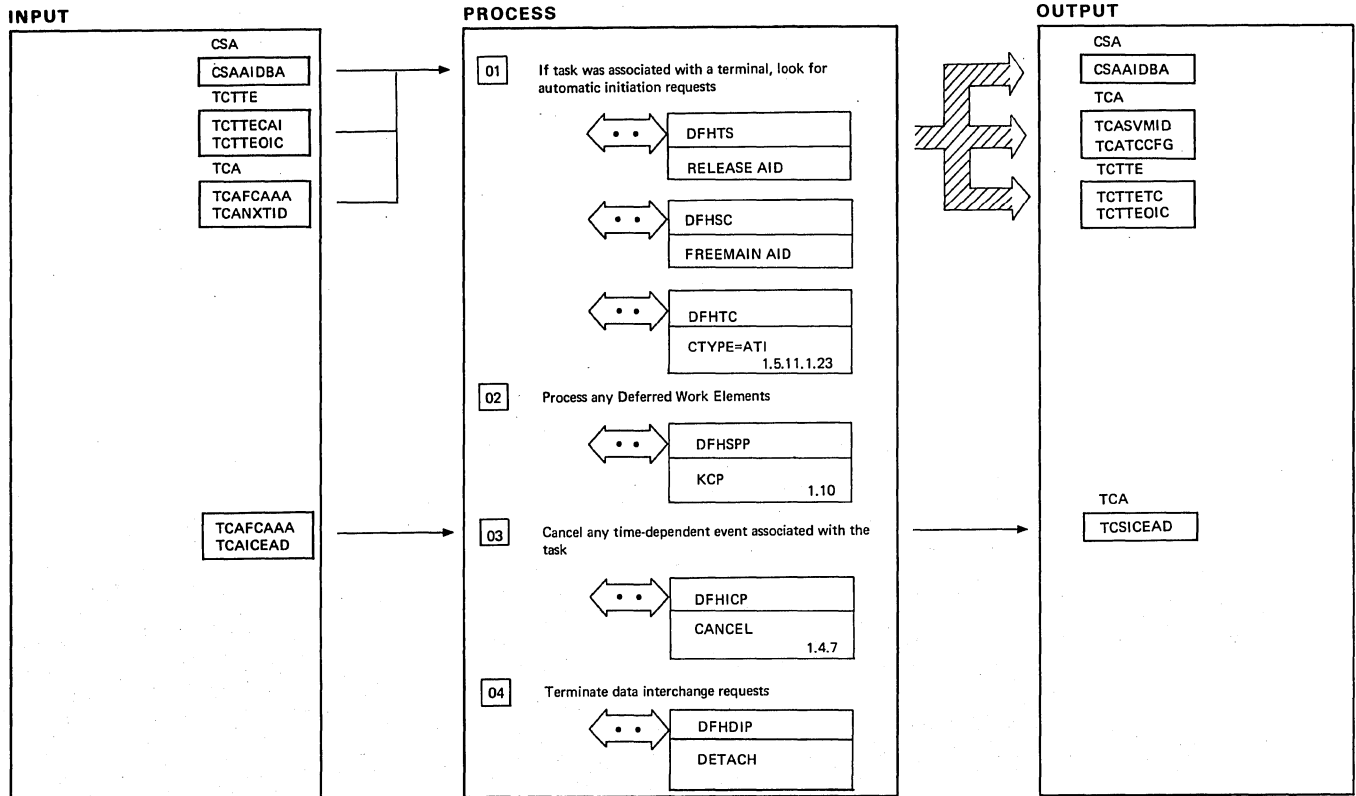 INPUT
CSA
CSAAIDBA
TCTTE
TCTTECAI
TCTTEOIC
TCA
TCAFCAAA
TCANXTID
TCAFCAAA
TCAICEAD
PROCESS
01 If task was associated with a terminal, look for
automatic initiation requests
DFHTS
RELEASE AID
DFHSC
FREEMAIN AID
DFHTC
CTYPE=ATI
1.5.11.1.23
02 Process any Deferred Work Elements
DFHSPP
KCP
1.10
03 Cancel any time-dependent event associated with the
task
DFHICP
CANCEL
1.4.7
04 Terminate data interchange requests
DFHDIP
DETACH
OUTPUT
CSA
CSAAIDBA
TCA
TCASVMID
TCATCCFG
TCTTE
TCTTETC
TCTTEOIC
TCA
TCSICEAD